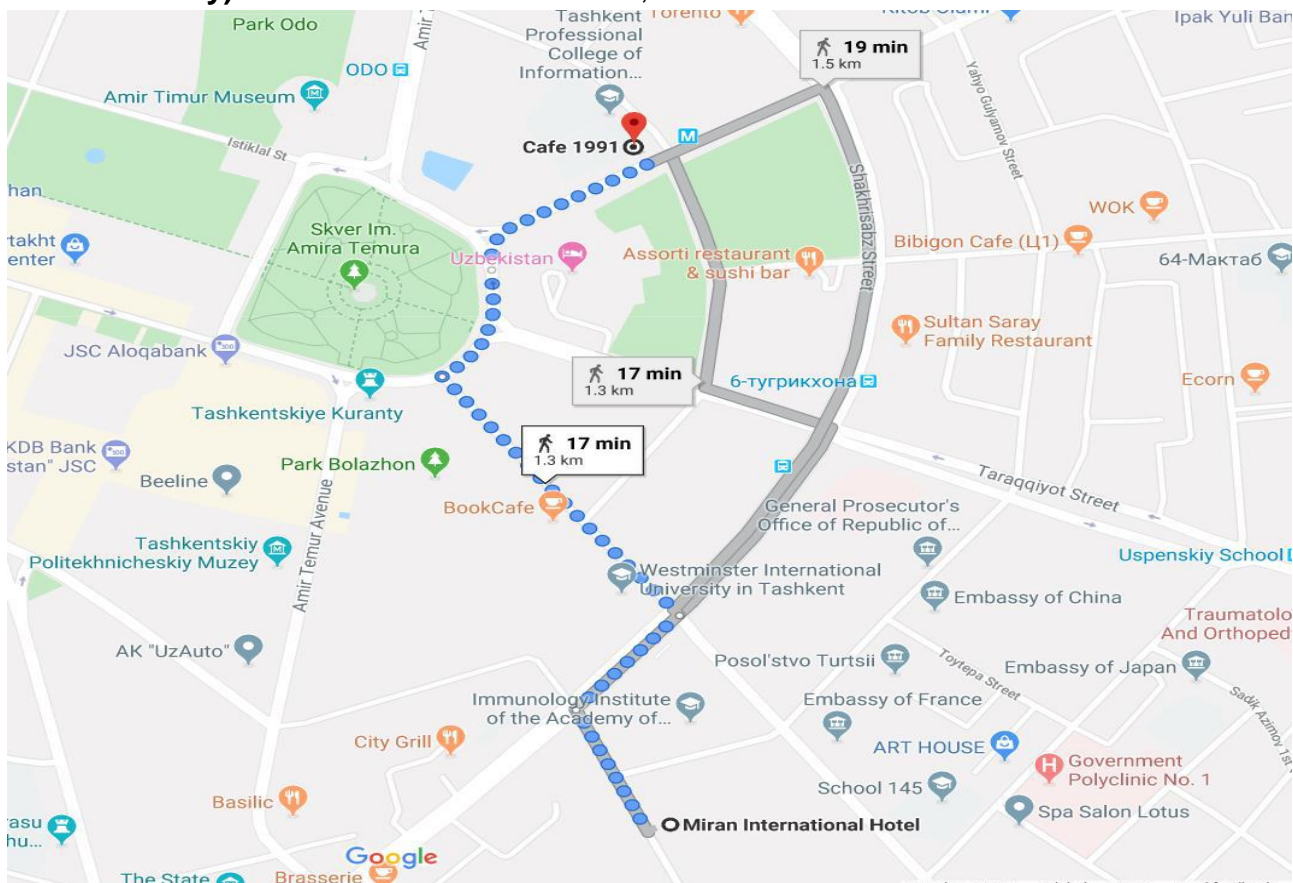 Tashkent
Professional
College of
Information...
Torento
Ipak Yuli Ban
Park Odo
Amir
19 min
1.5 km
ODO
Amir Timur Museum
Yahyo Gulyamov Street
Istiklal St
M
Cafe 1991
han
Shakhrisabz Street
WOK
Skver Im.
Amira Temura
rtakht
enter
Uzbekistan
Assorti restaurant
& sushi bar
Bibigon Cafe (Ц1)
64-Мактаб
Sultan Saray
Family Restaurant
JSC Aloqabank
17 min
1.3 km
6-тугрикхона
Ecorn
Tashkentskiye Kuranty
17 min
1.3 km
KDB Bank
stan" JSC
Park Bolazhon
Beeline
Taraqqiyot Street
BookCafe
General Prosecutor's
Office of Republic of...
Tashkentskiy
Politekhnicheskiy Muzey
Amir Temur Avenue
Uspenskiy School
Westminster International
University in Tashkent
Embassy of China
Traumatolo
And Orthoped
AK "UzAuto"
Posol'stvo Turtsii
Toytepa Street
Embassy of Japan
Immunology Institute
of the Academy of...
Embassy of France
Sadik Azimov 1st
City Grill
ART HOUSE
H
Government
Polyclinic No. 1
School 145
Basilic
Spa Salon Lotus
rasu
hu...
Miran International Hotel
Google
The State
Brasserie